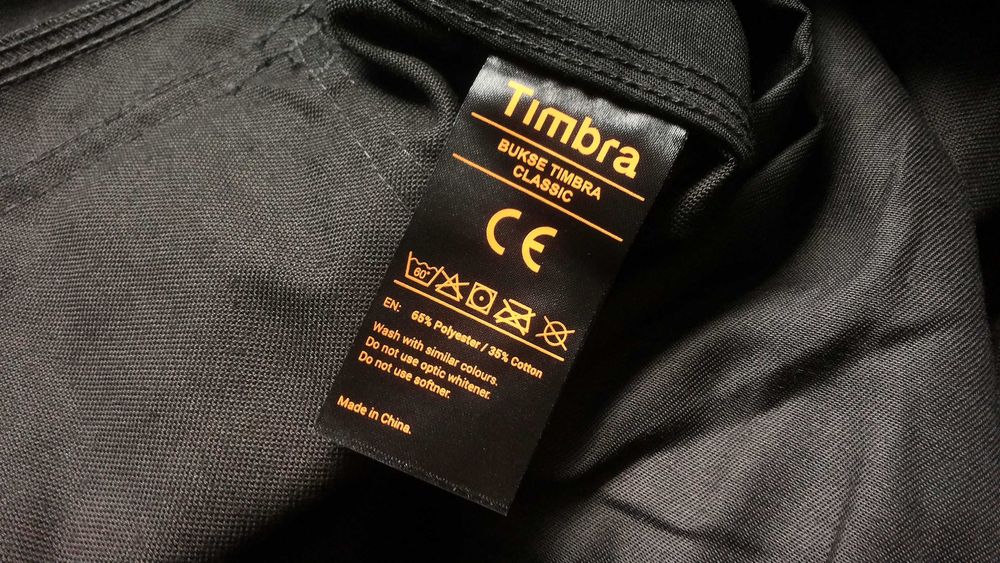 Timbra
BUKSE TIMBRA
CLASSIC
CE
60°
EN: 65% Polyester / 35% Cotton
Wash with similar colours.
Do not use optic whitener.
Do not use softner.
Made in China.